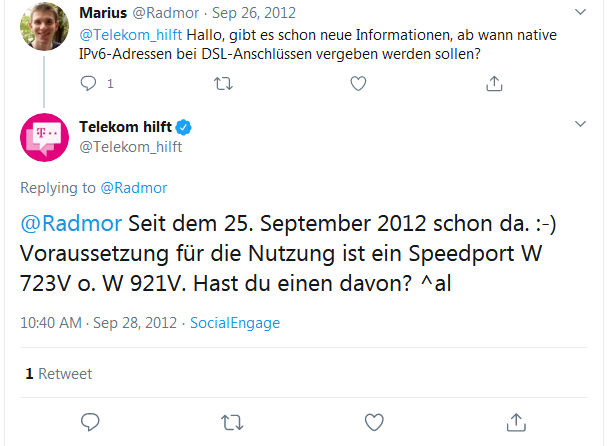 Marius @Radmor · Sep 26, 2012
@Telekom_hilft Hallo, gibt es schon neue Informationen, ab wann native
IPv6-Adressen bei DSL-Anschlüssen vergeben werden sollen?
1
T··
Telekom hilft
@Telekom_hilft
Replying to @Radmor
@Radmor Seit dem 25. September 2012 schon da. :-)
Voraussetzung für die Nutzung ist ein Speedport W
723V o. W 921V. Hast du einen davon? ^al
10:40 AM · Sep 28, 2012 · SocialEngage
1 Retweet